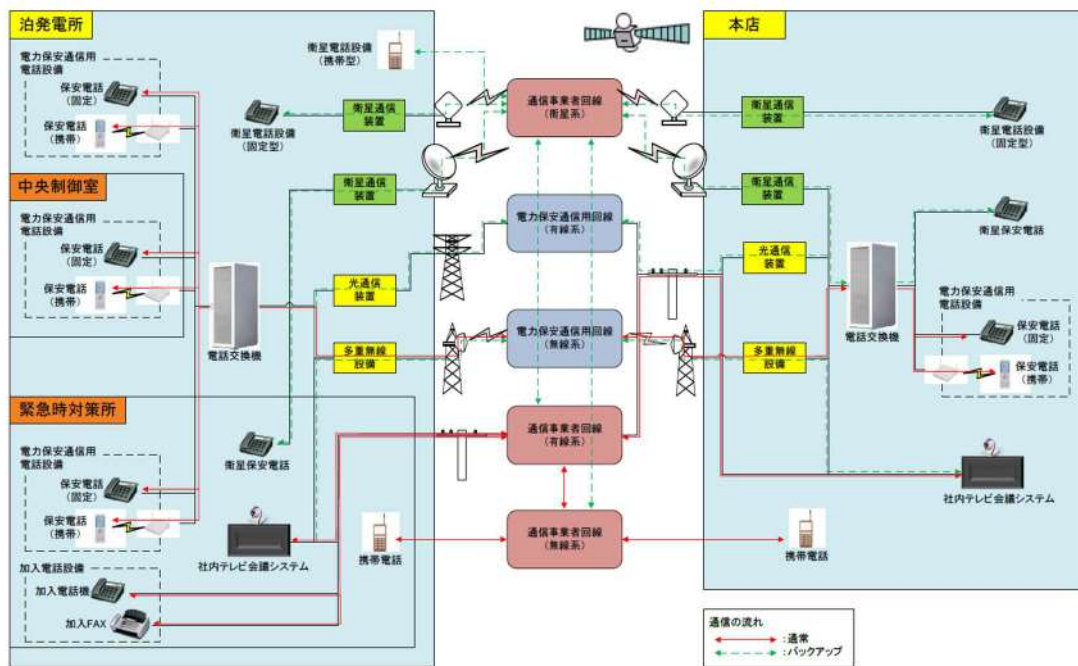 泊発電所
電力保安通信用
電話設備
保安電話
(固定)
保安電話
(携帯)
衛星電話設備
(携帯型)
衛星電話設備
(固定型)
衛星通信
装置
中央制御室
電力保安通信用
電話設備
保安電話
(固定)
保安電話
(携帯)
電話交換機
衛星通信
装置
光通信
装置
多重無線
設備
緊急時対策所
電力保安通信用
電話設備
保安電話
(固定)
保安電話
(携帯)
衛星保安電話
社内テレビ会議システム
携帯電話
加入電話設備
加入電話機
加入FAX
通信事業者回線
(衛星系)
電力保安通信用回線
(有線系)
電力保安通信用回線
(無線系)
通信事業者回線
(有線系)
通信事業者回線
(無線系)
本店
衛星通信
装置
衛星電話設備
(固定型)
衛星通信
装置
衛星保安電話
光通信
装置
電話交換機
電力保安通信用
電話設備
保安電話
(固定)
保安電話
(携帯)
多重無線
設備
社内テレビ会議システム
携帯電話
通信の流れ
:通常
:バックアップ